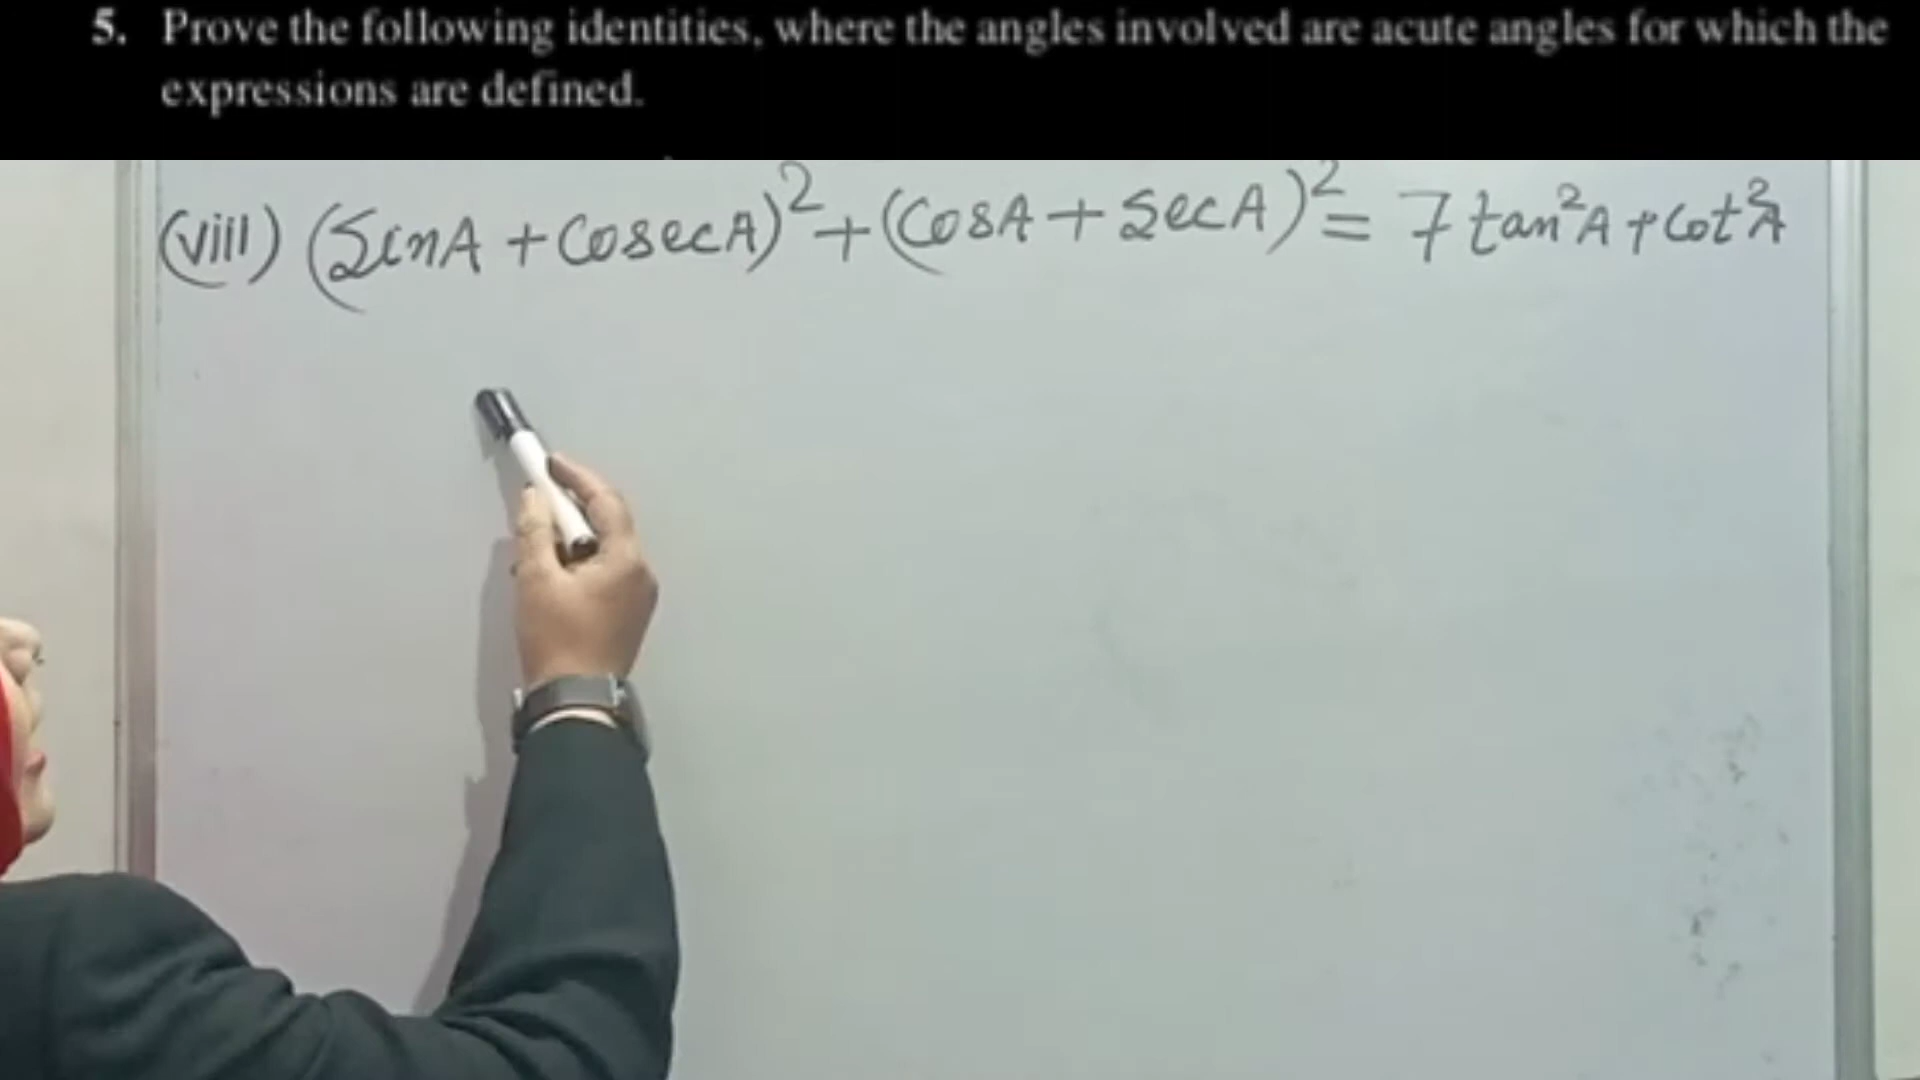 5. Prove the following identities, where the angles involved are acute angles for which the
expressions are defined.
(viii) (SinA + CosecA)² + (CosA + SecA)² = 7 tan²A + Cot²A